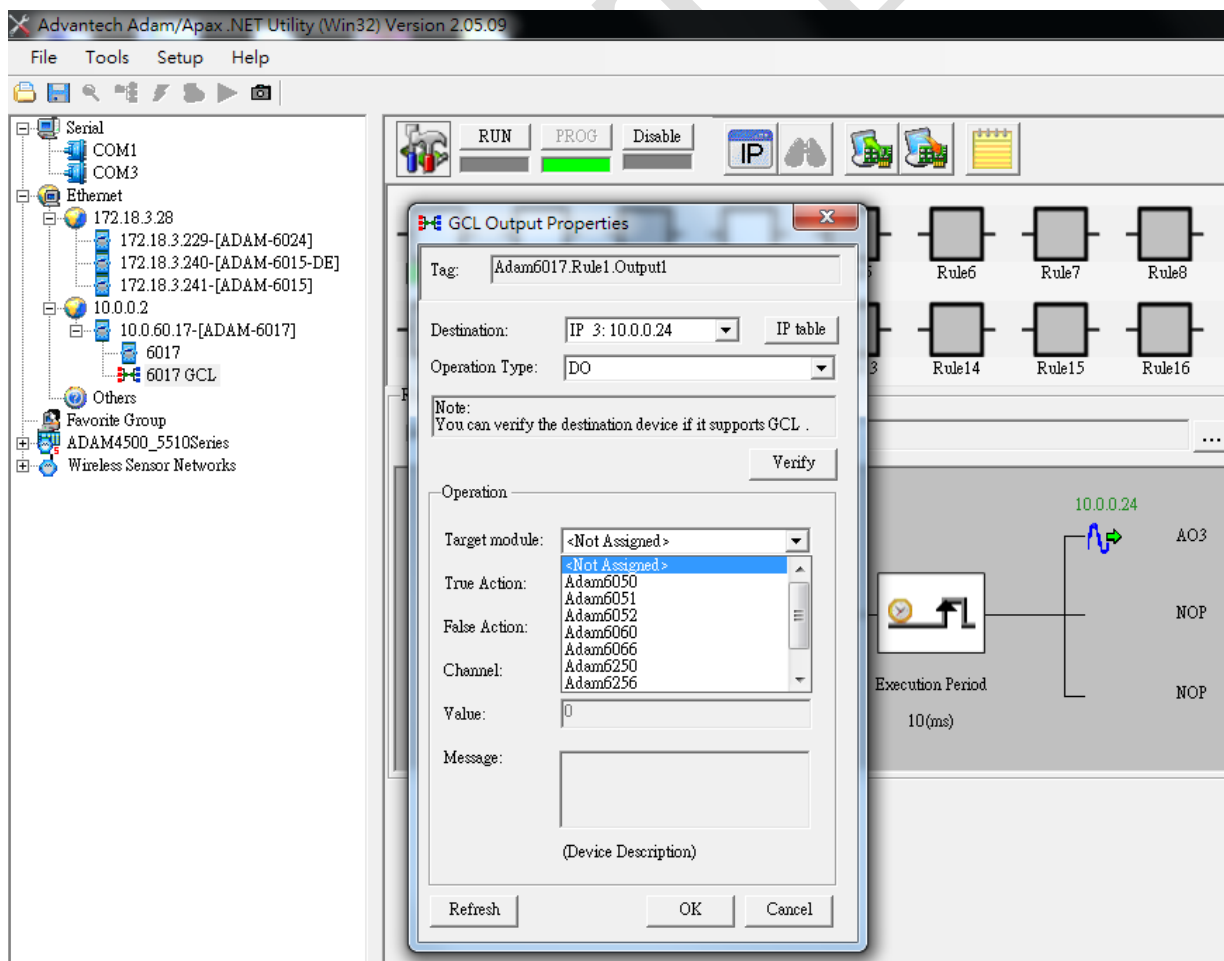 Advantech Adam/Apax .NET Utility (Win32) Version 2.05.09
File Tools Setup Help
Serial
COM1
COM3
Ethernet
172.18.3.28
172.18.3.229-[ADAM-6024]
172.18.3.240-[ADAM-6015-DE]
172.18.3.241-[ADAM-6015]
10.0.0.2
10.0.60.17-[ADAM-6017]
6017
6017 GCL
Others
Favorite Group
ADAM4500_5510Series
Wireless Sensor Networks
RUN PROG Disable
IP
Rule6 Rule7 Rule8
Rule14 Rule15 Rule16
...
10.0.0.24
AO3
NOP
NOP
Execution Period
10(ms)
GCL Output Properties
Tag: Adam6017.Rule1.Output1
Destination: IP 3: 10.0.0.24 IP table
Operation Type: DO
Note:
You can verify the destination device if it supports GCL .
Verify
Operation
Target module: <Not Assigned>
<Not Assigned>
Adam6050
Adam6051
Adam6052
Adam6060
Adam6066
Adam6250
Adam6256
True Action:
False Action:
Channel:
Value: 0
Message:
(Device Description)
Refresh OK Cancel